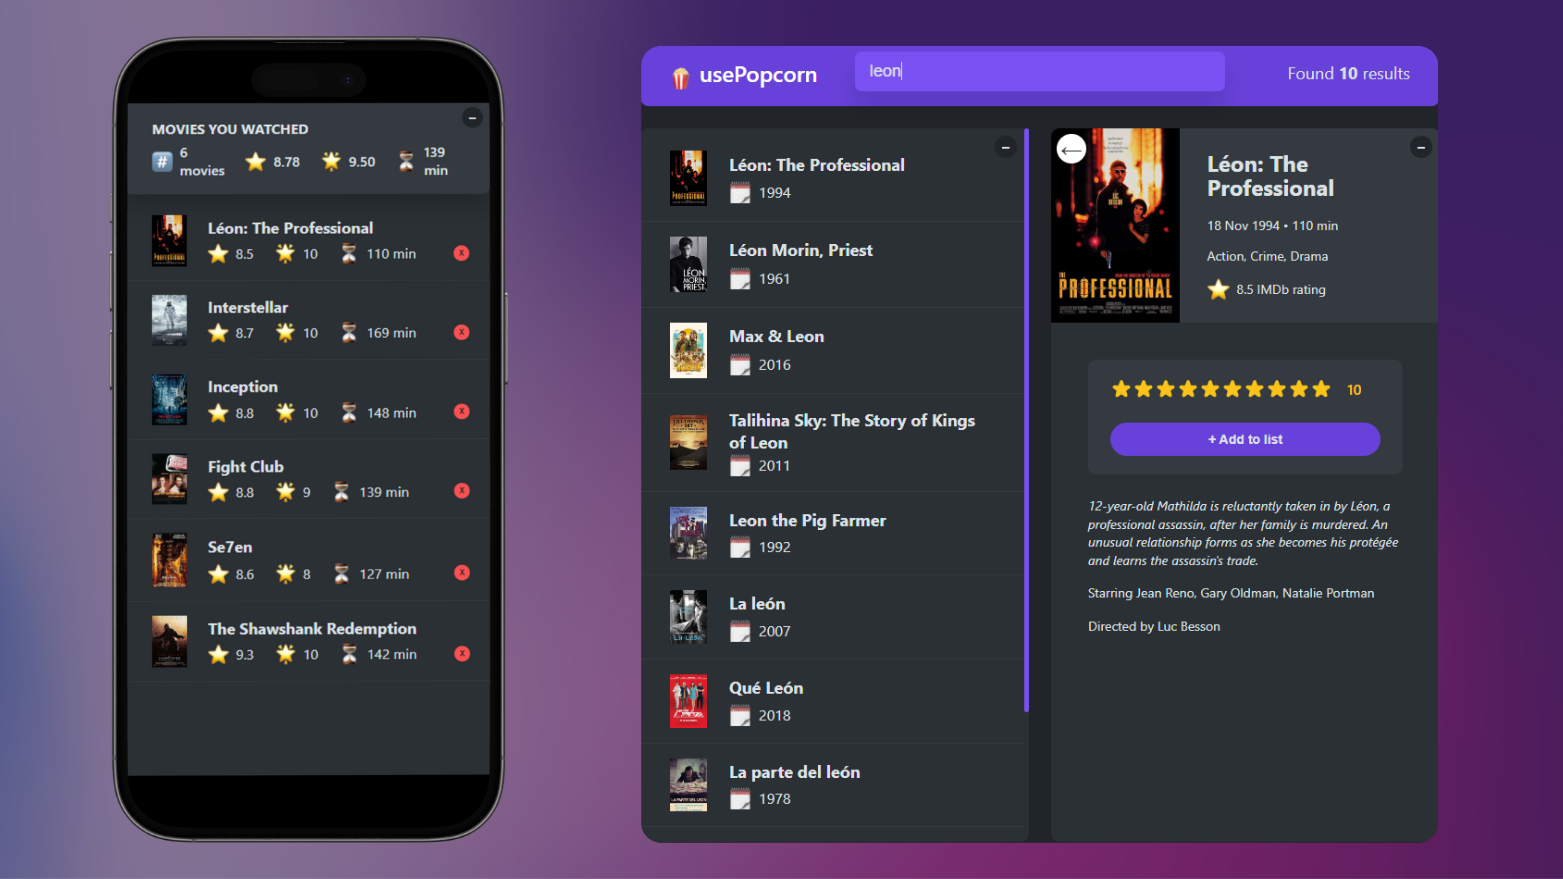 MOVIES YOU WATCHED
# 6 movies 8.78 9.50 139 min
Léon: The Professional
8.5 10 110 min x
Interstellar
8.7 10 169 min x
Inception
8.8 10 148 min x
Fight Club
8.8 9 139 min x
Se7en
8.6 8 127 min x
The Shawshank Redemption
9.3 10 142 min x
usePopcorn
leon
Found 10 results
Léon: The Professional
1994
Léon Morin, Priest
1961
LÉON
MORIN,
PRIEST
Max & Leon
2016
Talihina Sky: The Story of Kings
of Leon
2011
Leon the Pig Farmer
1992
La león
2007
Qué León
2018
La parte del león
1978
←
THE
PROFESSIONAL
Léon: The
Professional
18 Nov 1994 • 110 min
Action, Crime, Drama
8.5 IMDb rating
10
+ Add to list
12-year-old Mathilda is reluctantly taken in by Léon, a
professional assassin, after her family is murdered. An
unusual relationship forms as she becomes his protégée
and learns the assassin's trade.
Starring Jean Reno, Gary Oldman, Natalie Portman
Directed by Luc Besson